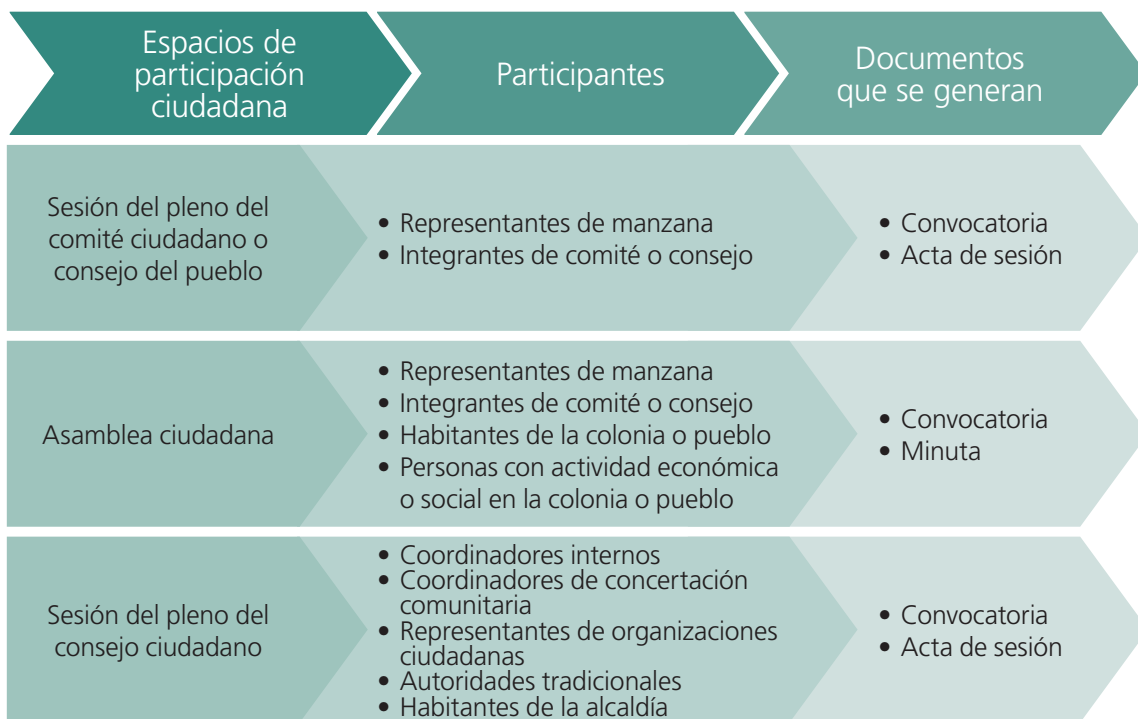 Espacios de
participación
ciudadana
Participantes
Documentos
que se generan
Sesión del pleno del
comité ciudadano o
consejo del pueblo
• Representantes de manzana
• Integrantes de comité o consejo
• Convocatoria
• Acta de sesión
Asamblea ciudadana
• Representantes de manzana
• Integrantes de comité o consejo
• Habitantes de la colonia o pueblo
• Personas con actividad económica
o social en la colonia o pueblo
• Convocatoria
• Minuta
Sesión del pleno del
consejo ciudadano
• Coordinadores internos
• Coordinadores de concertación
comunitaria
• Representantes de organizaciones
ciudadanas
• Autoridades tradicionales
• Habitantes de la alcaldía
• Convocatoria
• Acta de sesión